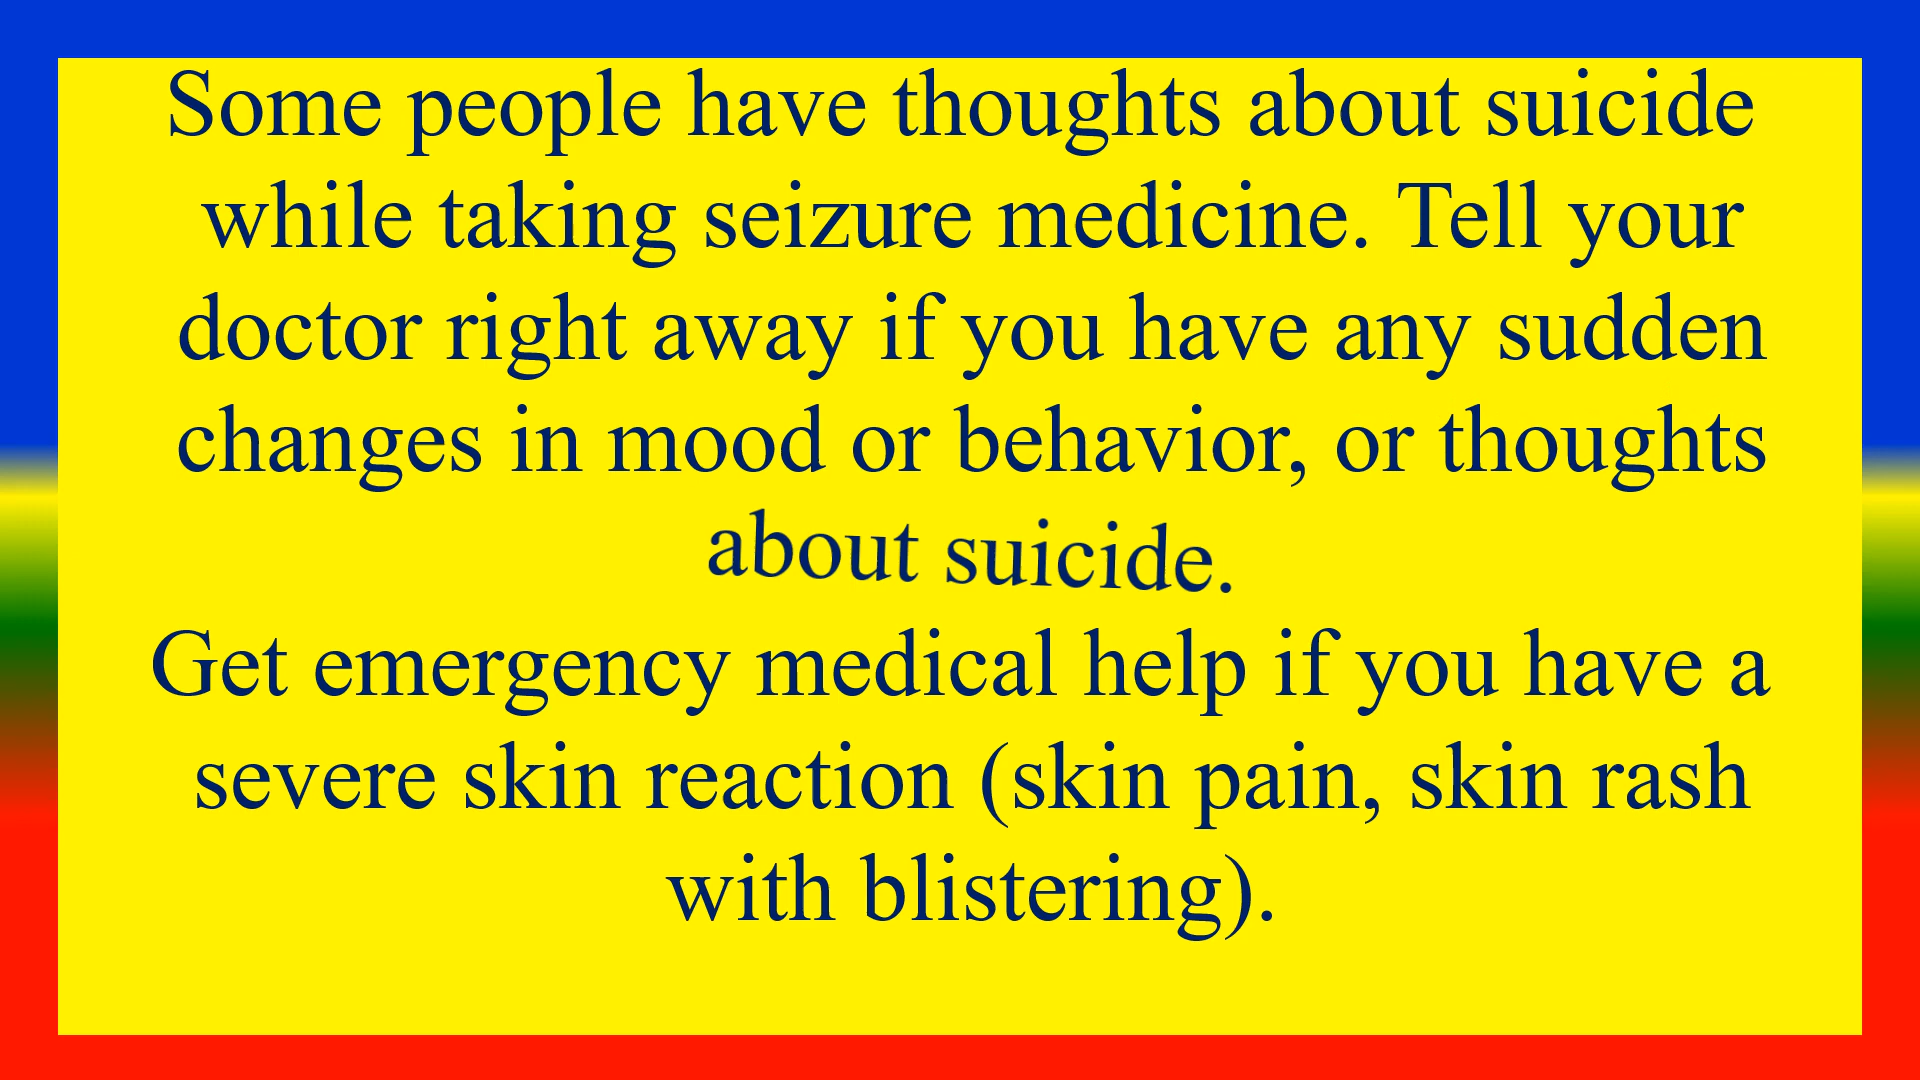 Some people have thoughts about suicide
while taking seizure medicine. Tell your
doctor right away if you have any sudden
changes in mood or behavior, or thoughts
about suicide.
Get emergency medical help if you have a
severe skin reaction (skin pain, skin rash
with blistering).